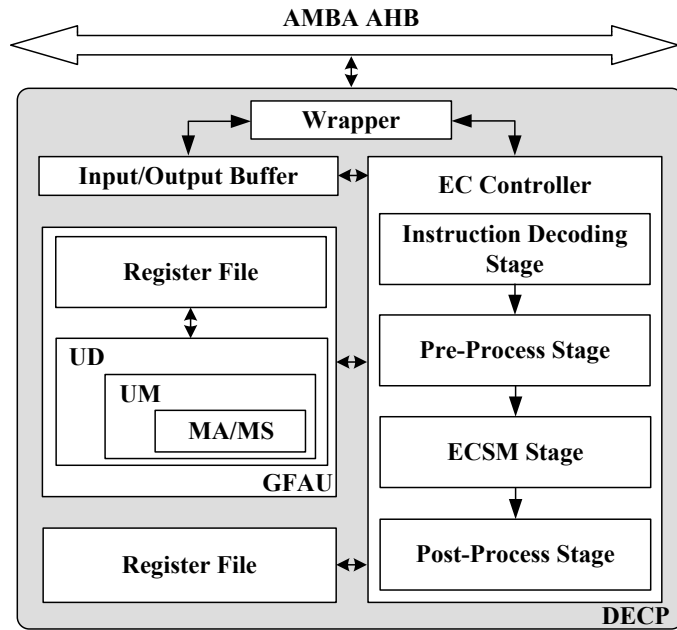 AMBA AHB
Wrapper
Input/Output Buffer
EC Controller
Instruction Decoding
Stage
Register File
Pre-Process Stage
UD
UM
MA/MS
ECSM Stage
GFAU
Register File
Post-Process Stage
DECP